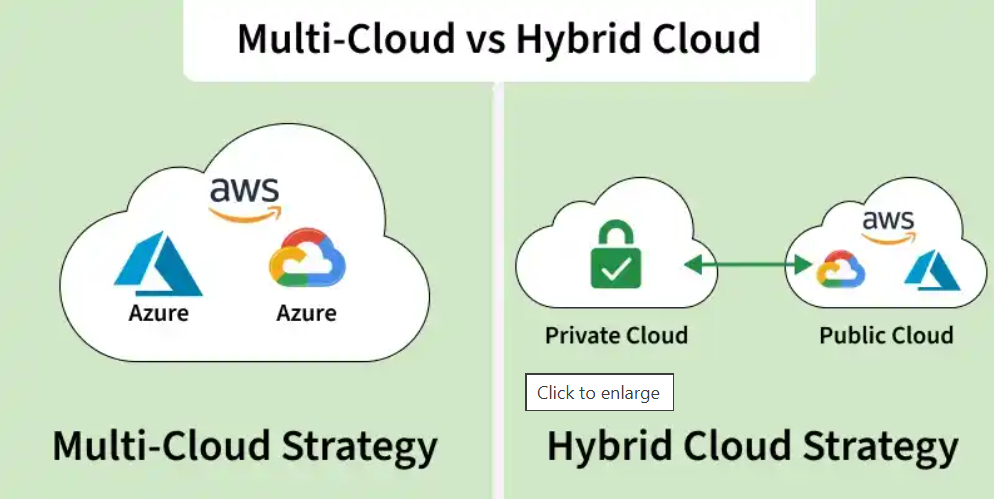 Multi-Cloud vs Hybrid Cloud
aws
Azure Azure
Multi-Cloud Strategy
aws
Private Cloud Public Cloud
Click to enlarge
Hybrid Cloud Strategy